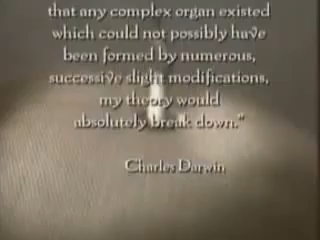 that any complex organ existed
which could not possibly have
been formed by numerous,
successive slight modifications,
my theory would
absolutely break down."
Charles Darwin